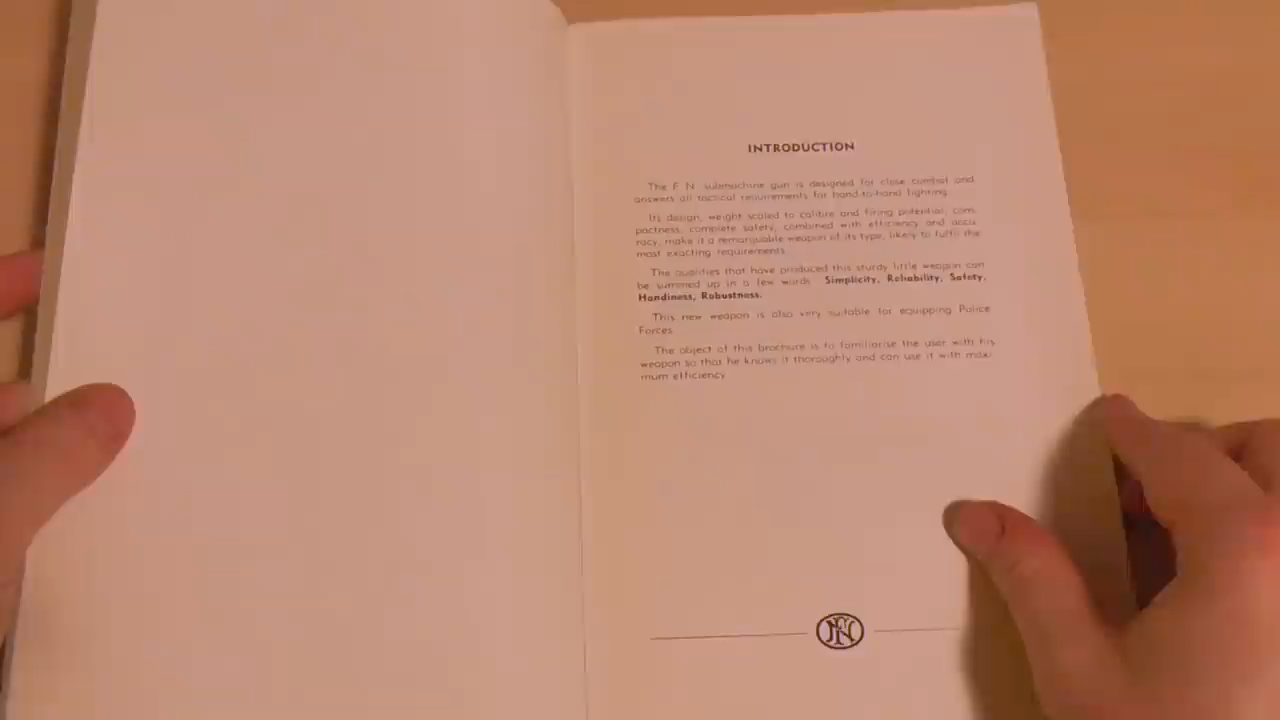 INTRODUCTION
The F. N. submachine gun is designed for close combat and
answers all tactical requirements for hand-to-hand fighting.
Its design, weight scaled to calibre and firing potential, com-
pactness, complete safety, combined with efficiency and accu-
racy, make it a remarquable weapon of its type, likely to fulfil the
most exacting requirements.
The qualities that have produced this sturdy little weapon can
be summed up in a few words: Simplicity, Reliability, Safety,
Handiness, Robustness.
This new weapon is also very suitable for equipping Police
Forces.
The object of this brochure is to familiarise the user with his
weapon so that he knows it thoroughly and can use it with maxi-
mum efficiency.
FN